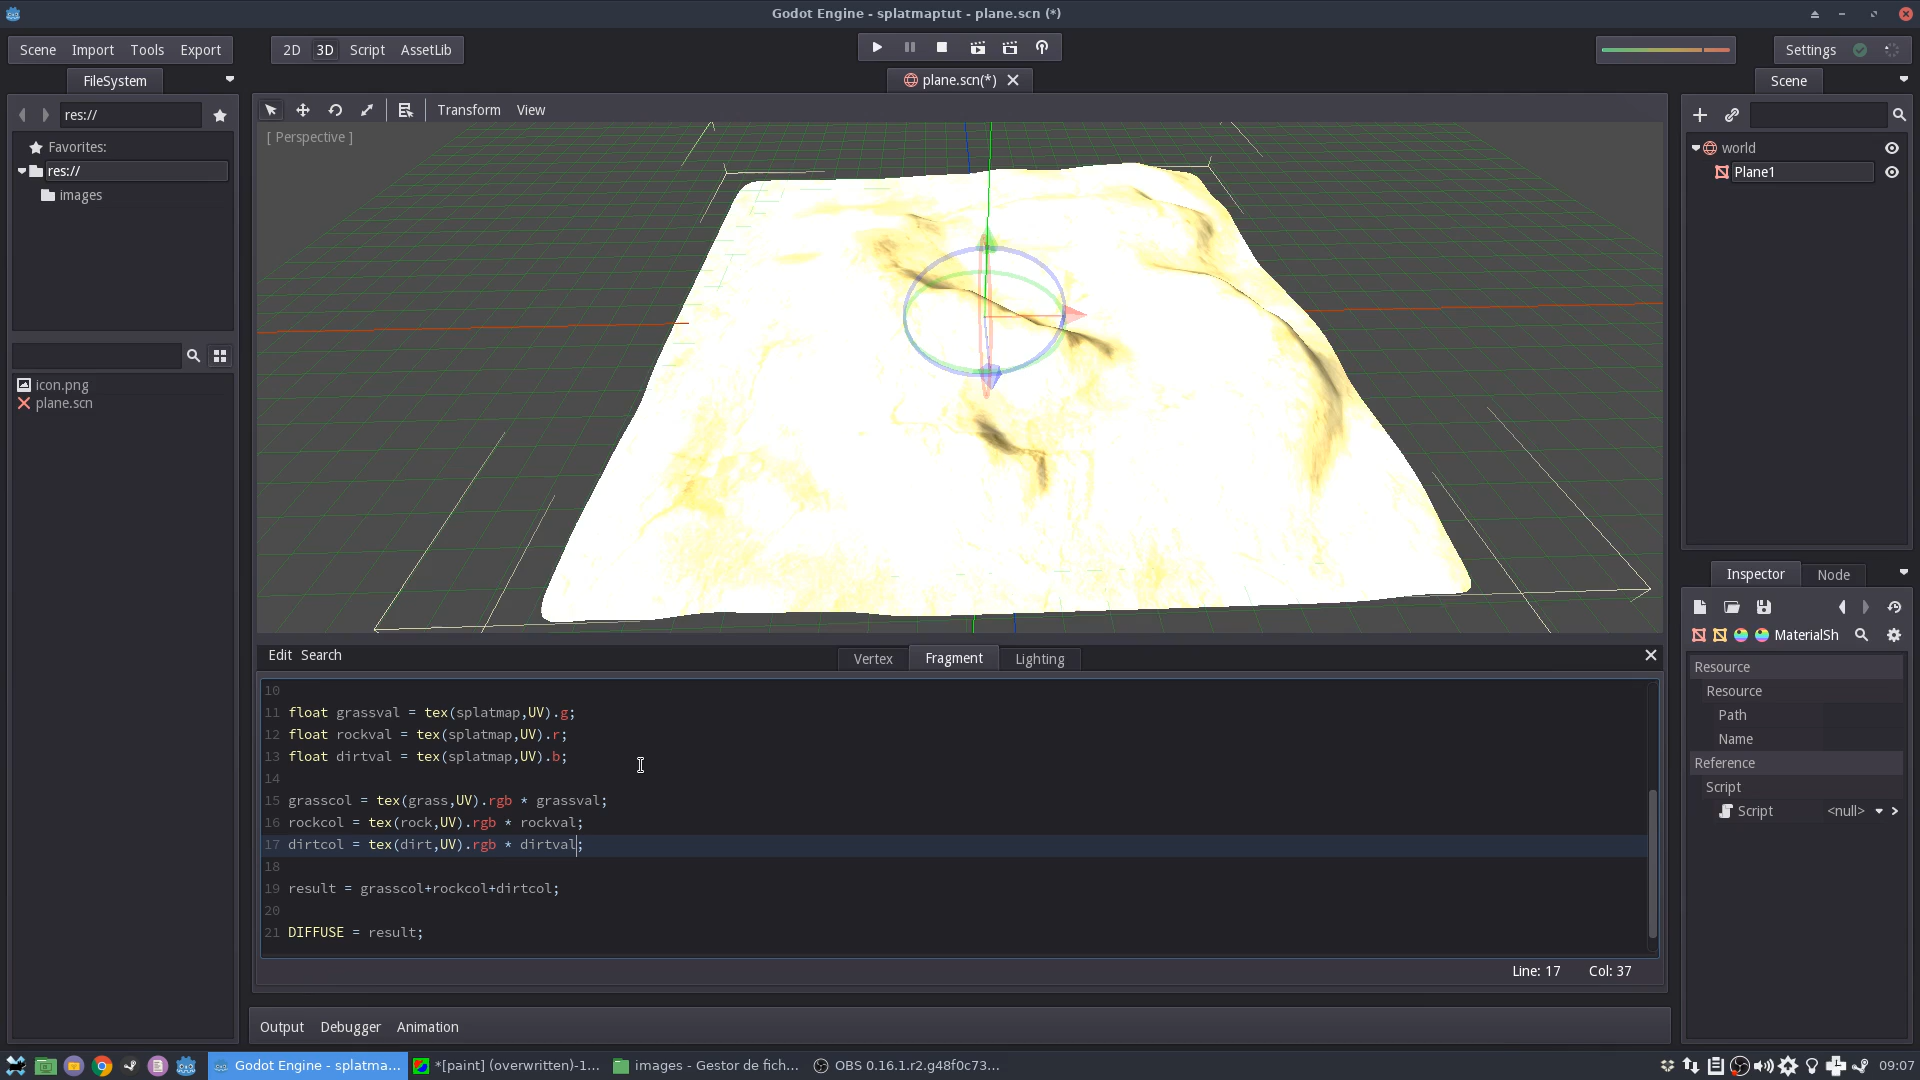 Godot Engine - splatmaptut - plane.scn (*)
Scene Import Tools Export
2D 3D Script AssetLib
Settings
FileSystem
plane.scn(*)
Scene
res://
Transform View
[ Perspective ]
Favorites:
res://
images
world
Plane1
icon.png
plane.scn
Inspector Node
MaterialSh
Resource
Resource
Path
Name
Reference
Script
Script <null>
Edit Search
Vertex Fragment Lighting
10
11 float grassval = tex(splatmap,UV).g;
12 float rockval = tex(splatmap,UV).r;
13 float dirtval = tex(splatmap,UV).b;
14
15 grasscol = tex(grass,UV).rgb * grassval;
16 rockcol = tex(rock,UV).rgb * rockval;
17 dirtcol = tex(dirt,UV).rgb * dirtval;
18
19 result = grasscol+rockcol+dirtcol;
20
21 DIFFUSE = result;
Line: 17 Col: 37
Output Debugger Animation
Godot Engine - splatma...
*[paint] (overwritten)-1...
images - Gestor de fich...
OBS 0.16.1.r2.g48f0c73...
09:07